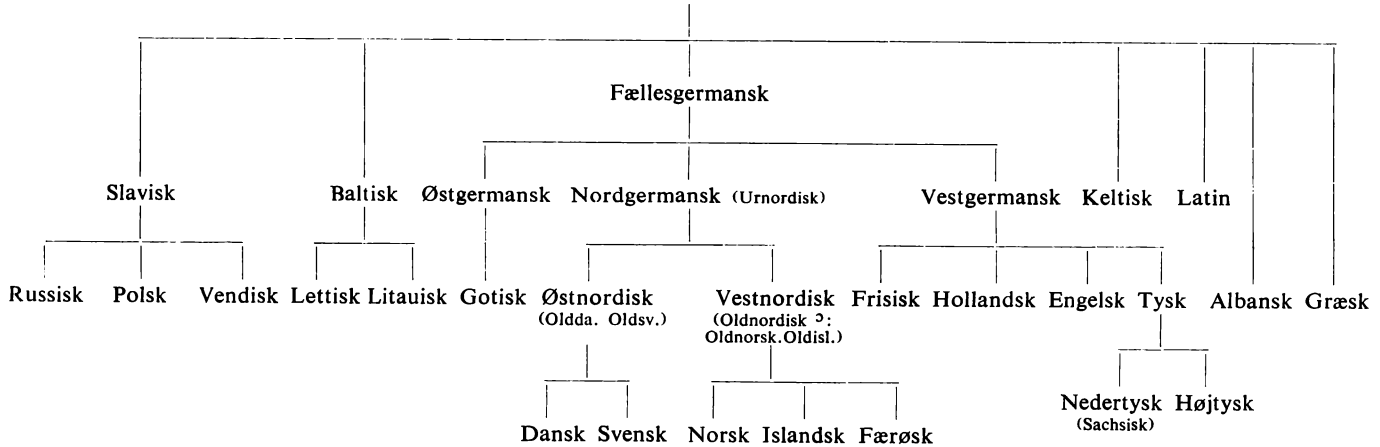 Fællesgermansk
Slavisk Baltisk Østgermansk Nordgermansk (Urnordisk) Vestgermansk Keltisk Latin
Russisk Polsk Vendisk Lettisk Litauisk Gotisk Østnordisk Vestnordisk Frisisk Hollandsk Engelsk Tysk Albansk Græsk
(Oldda. Oldsv.) (Oldnordisk ɔ:
Oldnorsk.Oldisl.)
Nedertysk Højtysk
(Sachsisk)
Dansk Svensk Norsk Islandsk Færøsk